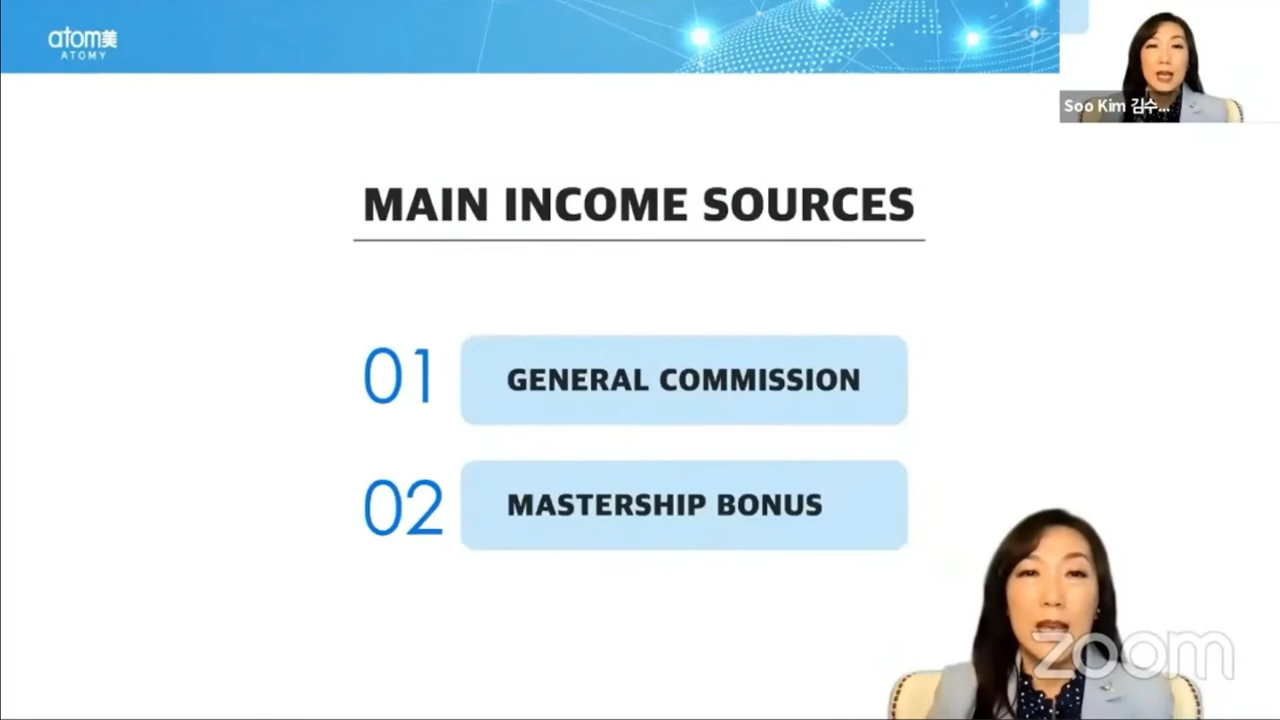 atom美
ATOMY
Soo Kim 김수...
MAIN INCOME SOURCES
01 GENERAL COMMISSION
02 MASTERSHIP BONUS
zoom